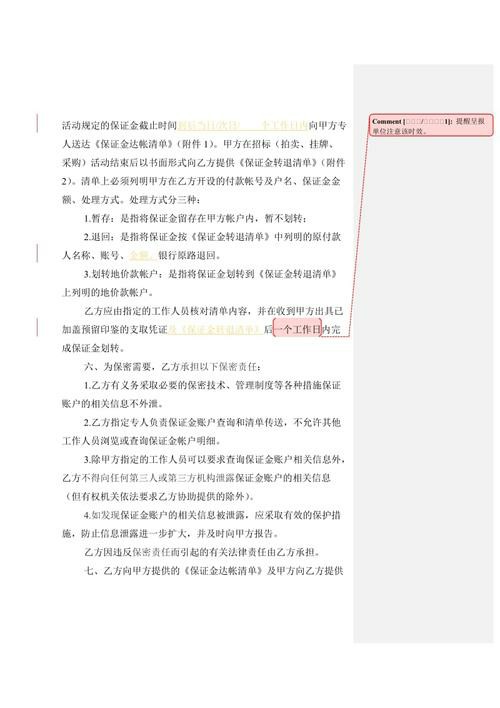 活动规定的保证金截止时间到后当日/次日/ 个工作日内向甲方专
人送达《保证金达帐清单》（附件1）。甲方在招标（拍卖、挂牌、
采购）活动结束后以书面形式向乙方提供《保证金转退清单》（附件
2）。清单上必须列明甲方在乙方开设的付款帐号及户名、保证金金
额、处理方式。处理方式分三种：
1.暂存：是指将保证金留存在甲方帐户内，暂不划转；
2.退回：是指将保证金按《保证金转退清单》中列明的原付款
人名称、账号、金额、银行原路退回。
3.划转地价款帐户：是指将保证金划转到《保证金转退清单》
上列明的地价款帐户。
乙方应由指定的工作人员核对清单内容，并在收到甲方出具已
加盖预留印鉴的支取凭证及《保证金转退清单》后一个工作日内完
成保证金划转。
六、为保密需要，乙方承担以下保密责任：
1.乙方有义务采取必要的保密技术、管理制度等各种措施保证
账户的相关信息不外泄。
2.乙方指定专人负责保证金账户查询和清单传送，不允许其他
工作人员浏览或查询保证金帐户明细。
3.除甲方指定的工作人员可以要求查询保证金账户相关信息外，
乙方不得向任何第三人或第三方机构泄露保证金账户的相关信息
（但有权机关依法要求乙方协助提供的除外）。
4.如发现保证金账户的相关信息被泄露，应采取有效的保护措
施，防止信息泄露进一步扩大，并及时向甲方报告。
乙方因违反保密责任而引起的有关法律责任由乙方承担。
七、乙方向甲方提供的《保证金达帐清单》及甲方向乙方提供
Comment [□□□/□□□□1]: 提醒呈报
单位注意该时效。